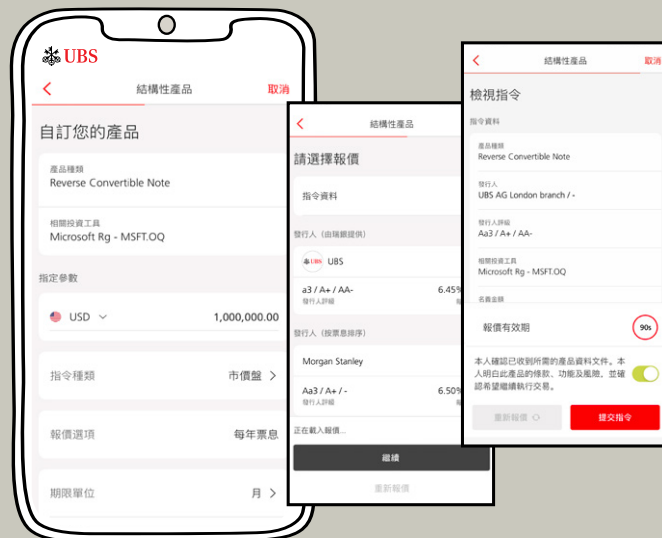 UBS
結構性產品
取消
自訂您的產品
產品種類
Reverse Convertible Note
相關投資工具
Microsoft Rg - MSFT.OQ
指定參數
USD
1,000,000.00
指令種類
市價盤
報價選項
每年票息
期限單位
月
結構性產品
請選擇報價
指令資料
發行人（由瑞銀提供）
UBS UBS
a3 / A+ / AA-
6.45%
發行人評級
發行人（按票息排序）
Morgan Stanley
Aa3 / A+ / -
6.50%
發行人評級
正在載入報價...
繼續
重新報價
結構性產品
取消
檢視指令
指令資料
產品種類
Reverse Convertible Note
發行人
UBS AG London branch / -
發行人評級
Aa3 / A+ / AA-
相關投資工具
Microsoft Rg - MSFT.OQ
名義金額
報價有效期
90s
本人確認已收到所需的產品資料文件。本
人明白此產品的條款、功能及風險，並確
認希望繼續執行交易。
重新報價
提交指令